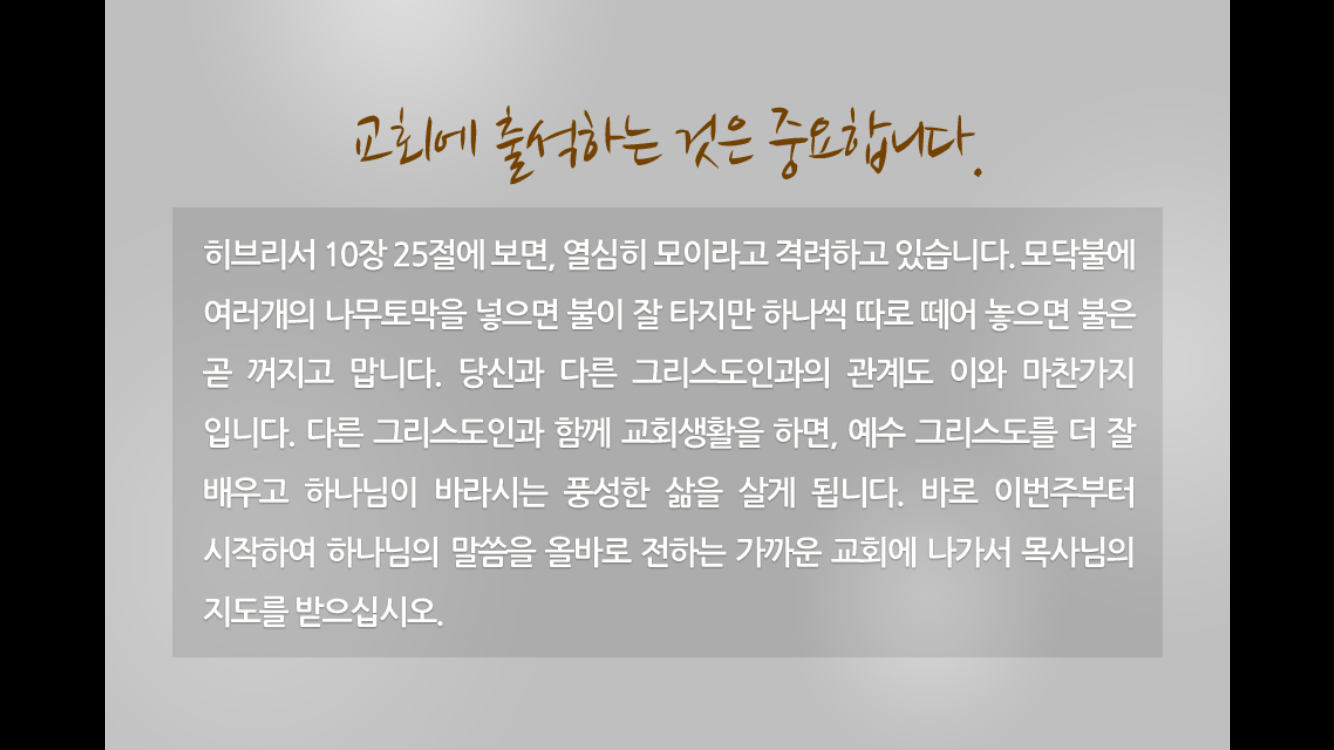 교회에 출석하는 것은 중요합니다.
히브리서 10장 25절에 보면, 열심히 모이라고 격려하고 있습니다. 모닥불에
여러개의 나무토막을 넣으면 불이 잘 타지만 하나씩 따로 떼어 놓으면 불은
곧 꺼지고 맙니다. 당신과 다른 그리스도인과의 관계도 이와 마찬가지
입니다. 다른 그리스도인과 함께 교회생활을 하면, 예수 그리스도를 더 잘
배우고 하나님이 바라시는 풍성한 삶을 살게 됩니다. 바로 이번주부터
시작하여 하나님의 말씀을 올바로 전하는 가까운 교회에 나가서 목사님의
지도를 받으십시오.